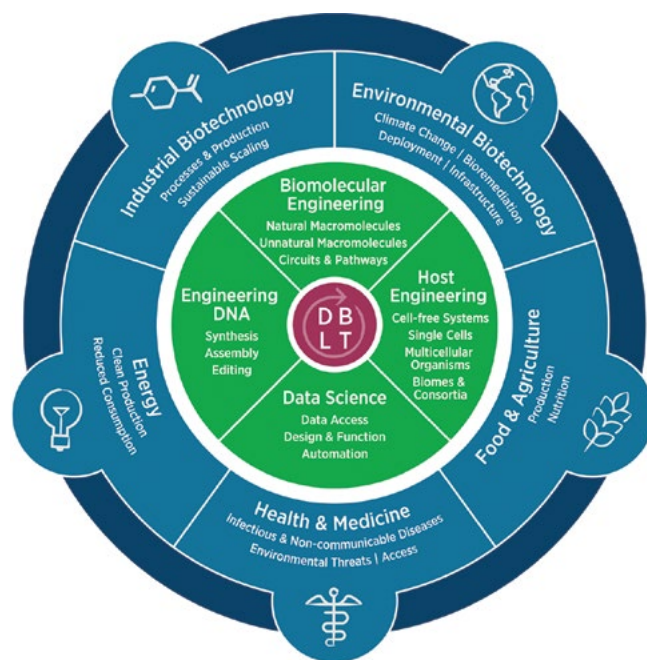 Industrial Biotechnology
Processes & Production
Sustainable Scaling
Environmental Biotechnology
Climate Change | Bioremediation
Deployment | Infrastructure
Biomolecular
Engineering
Natural Macromolecules
Unnatural Macromolecules
Circuits & Pathways
Engineering
DNA
Synthesis
Assembly
Editing
D B
L T
Host
Engineering
Cell-free Systems
Single Cells
Multicellular
Organisms
Biomes &
Consortia
Data Science
Data Access
Design & Function
Automation
Energy
Clean Production
Reduced Consumption
Food & Agriculture
Production
Nutrition
Health & Medicine
Infectious & Non-communicable Diseases
Environmental Threats | Access